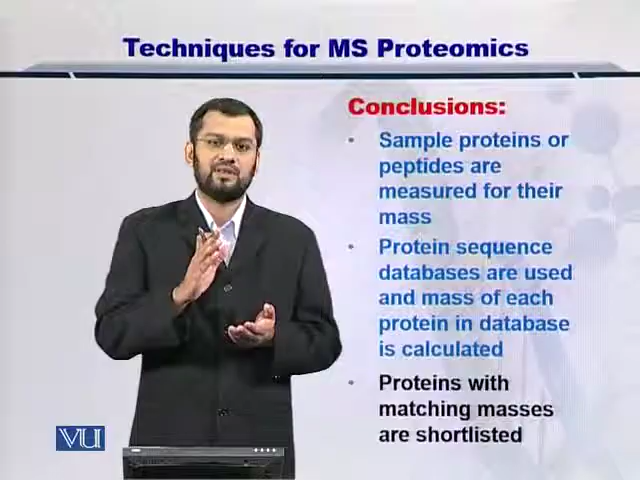 Techniques for MS Proteomics
Conclusions:
• Sample proteins or
peptides are
measured for their
mass
• Protein sequence
databases are used
and mass of each
protein in database
is calculated
• Proteins with
matching masses
are shortlisted
VU